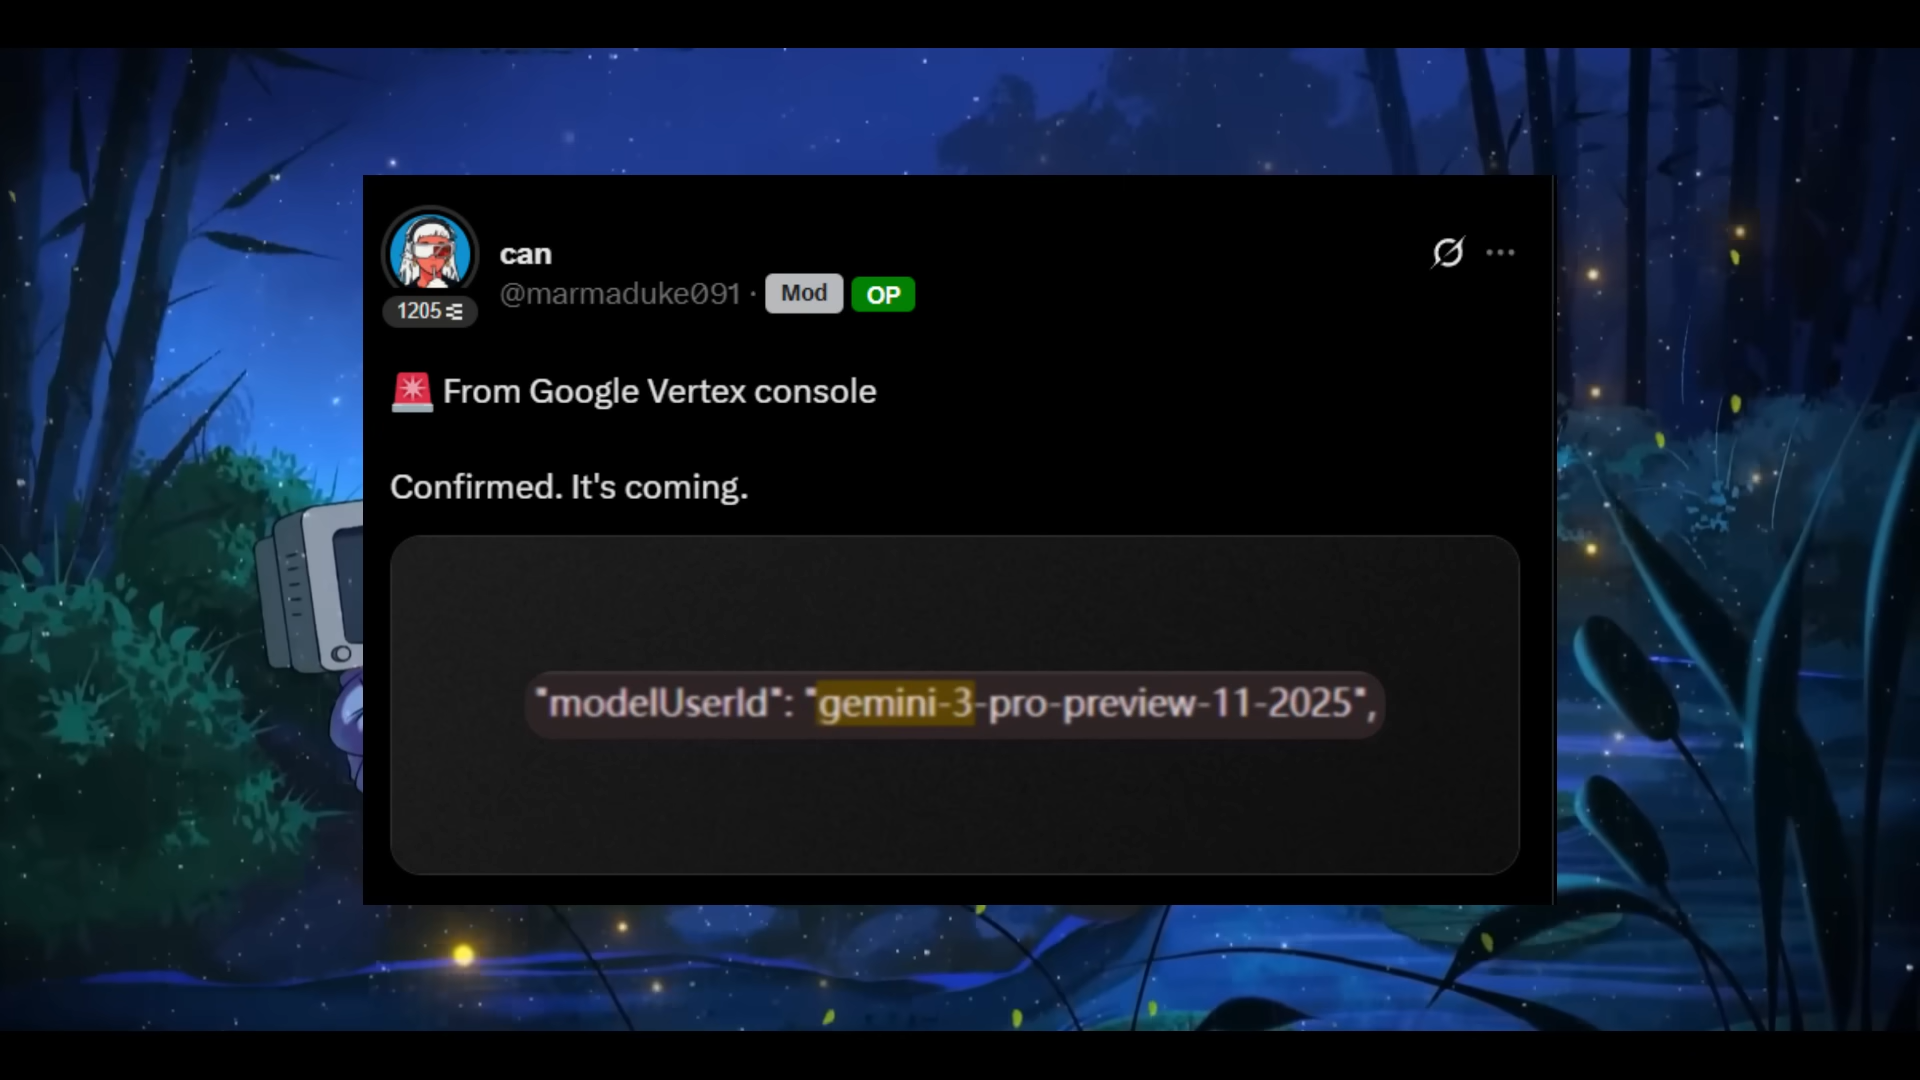 can
@marmaduke091 · Mod OP
1205
🚨 From Google Vertex console
Confirmed. It's coming.
"modelUserId": "gemini-3-pro-preview-11-2025",